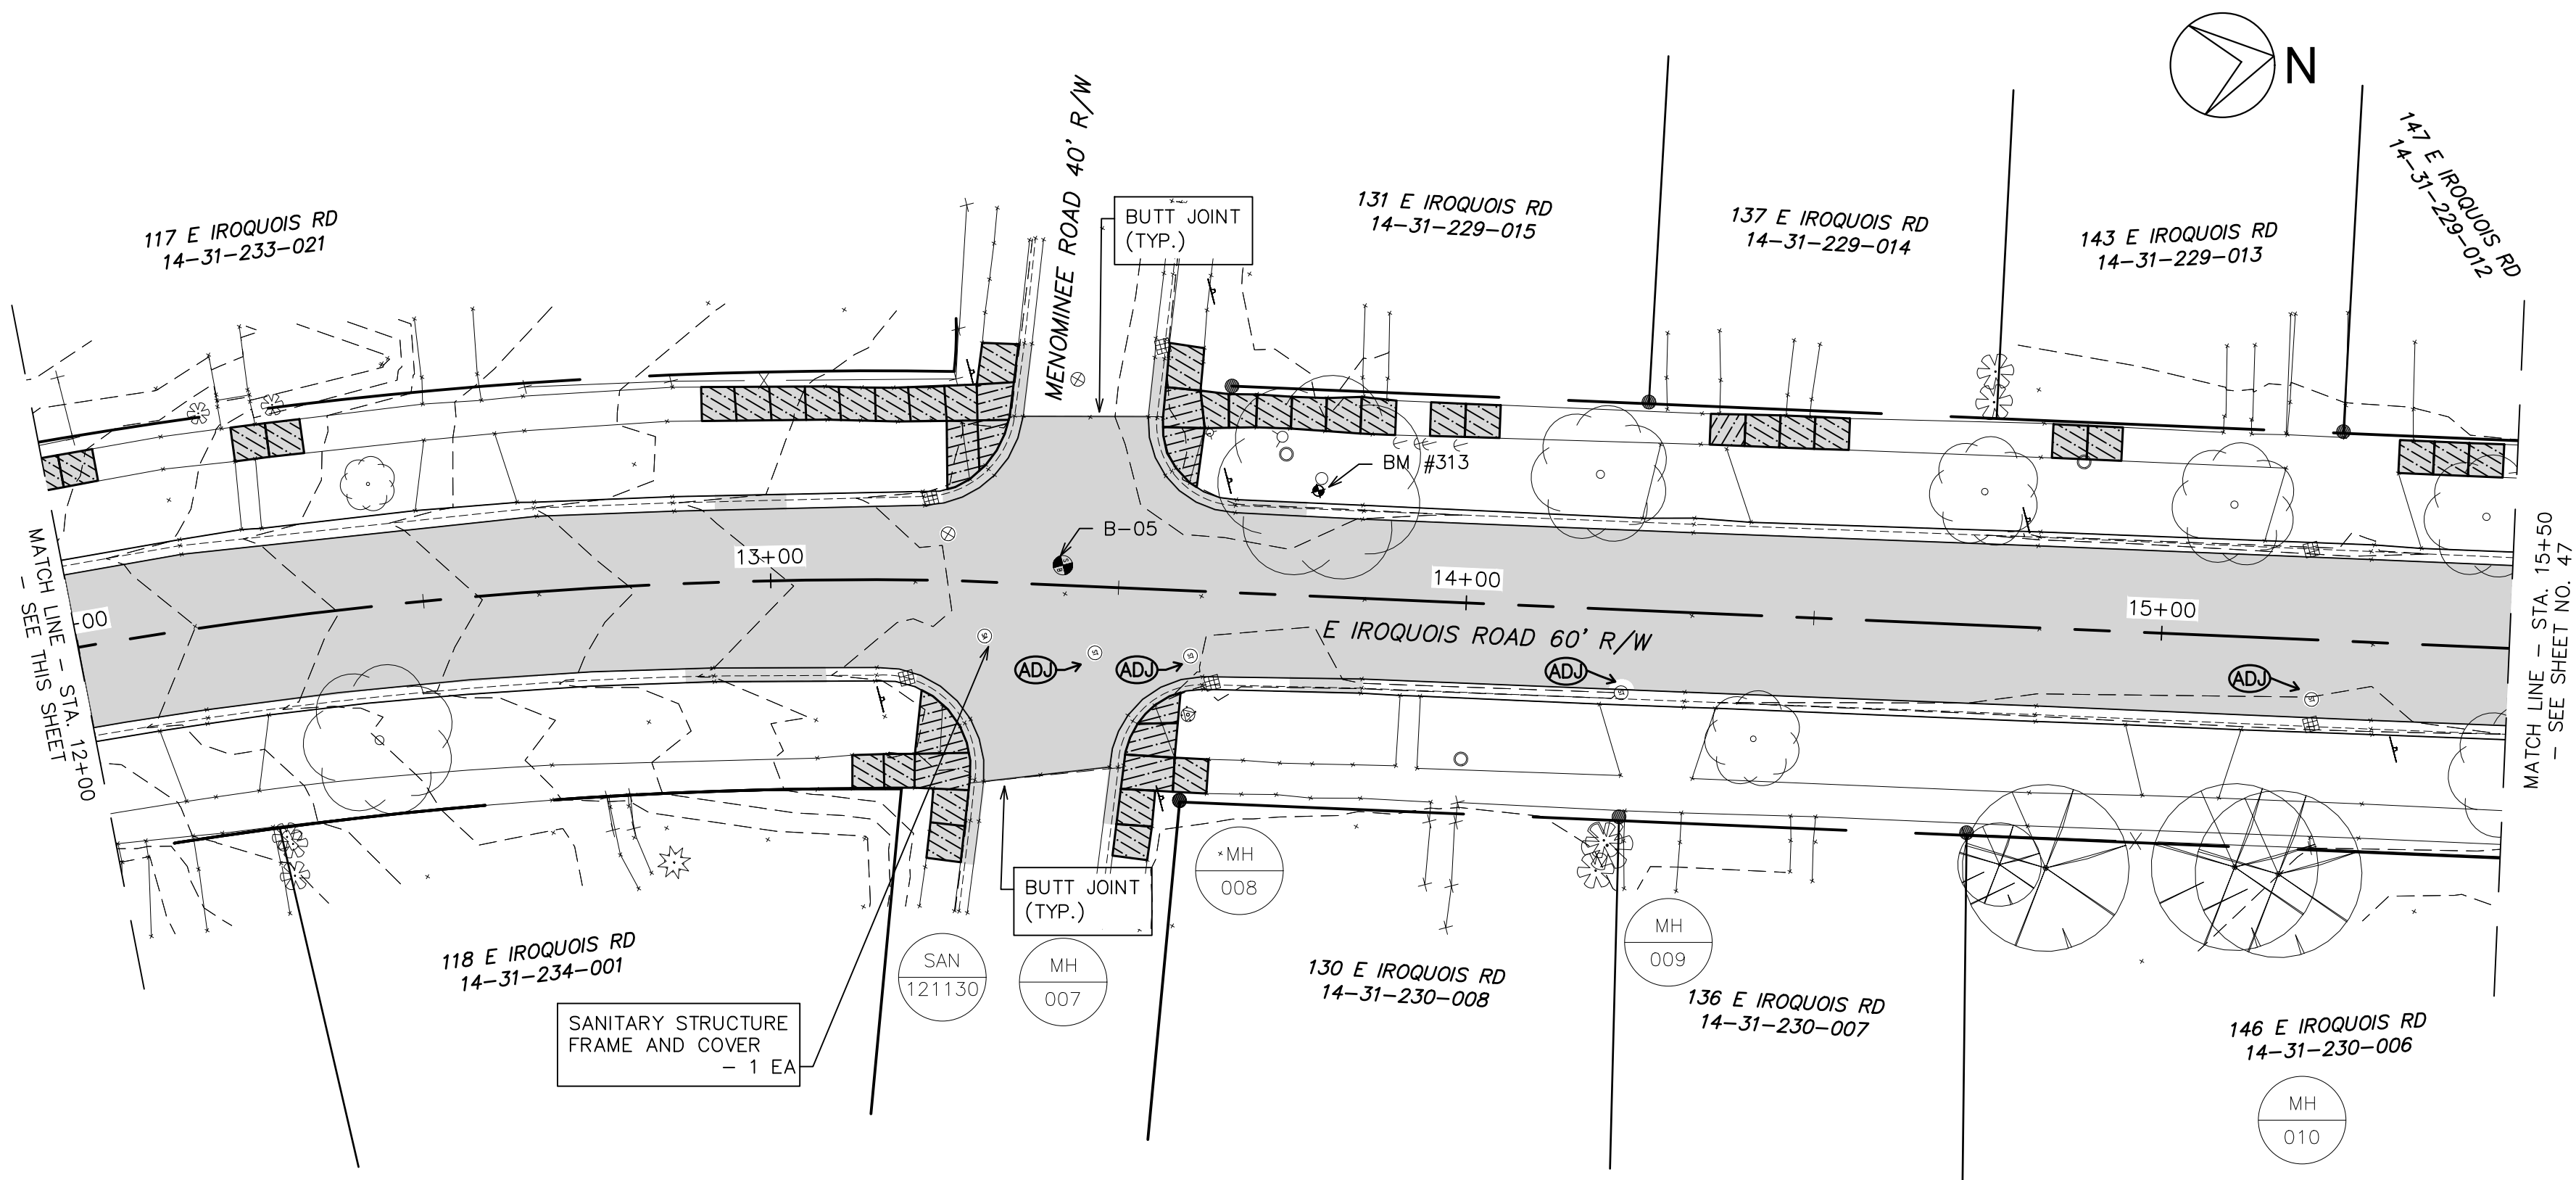 N
MENOMINEE ROAD 40' R/W
117 E IROQUOIS RD
14-31-233-021
BUTT JOINT
(TYP.)
131 E IROQUOIS RD
14-31-229-015
137 E IROQUOIS RD
14-31-229-014
143 E IROQUOIS RD
14-31-229-013
147 E IROQUOIS RD
14-31-229-012
BM #313
B-05
MATCH LINE - STA. 12+00
- SEE THIS SHEET
-00
13+00
14+00
15+00
E IROQUOIS ROAD 60' R/W
MATCH LINE - STA. 15+50
- SEE SHEET NO. 47
ADJ
ADJ
ADJ
ADJ
BUTT JOINT
(TYP.)
MH
008
MH
009
SAN
121130
MH
007
118 E IROQUOIS RD
14-31-234-001
130 E IROQUOIS RD
14-31-230-008
136 E IROQUOIS RD
14-31-230-007
146 E IROQUOIS RD
14-31-230-006
SANITARY STRUCTURE
FRAME AND COVER
- 1 EA
MH
010